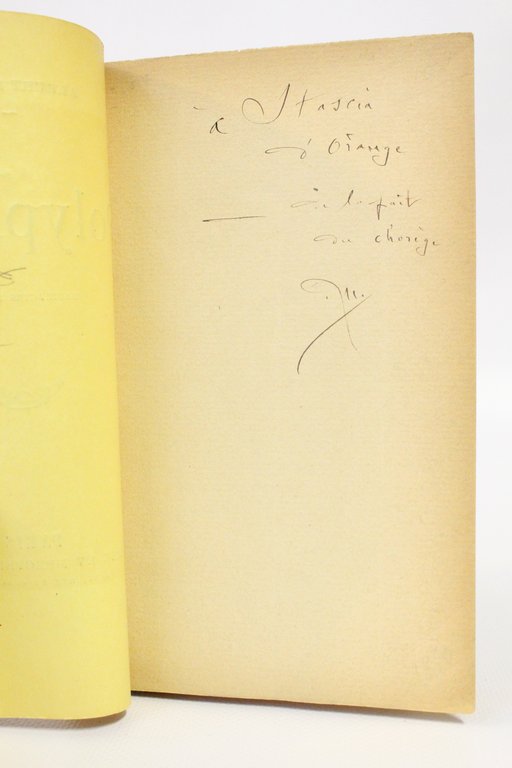 à Stascia
d'Orange
de la part
du chorège